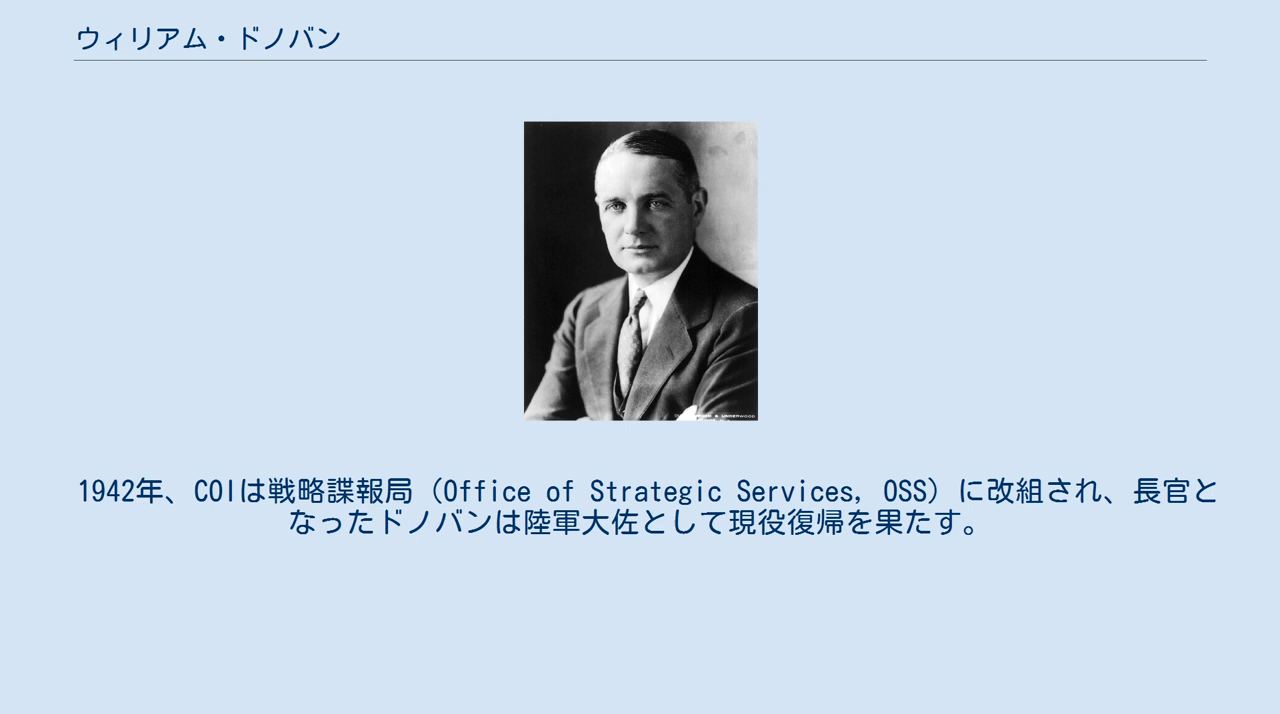 ウィリアム・ドノバン
& UNDERWOOD
1942年、COIは戦略諜報局（Office of Strategic Services, OSS）に改組され、長官と
なったドノバンは陸軍大佐として現役復帰を果たす。